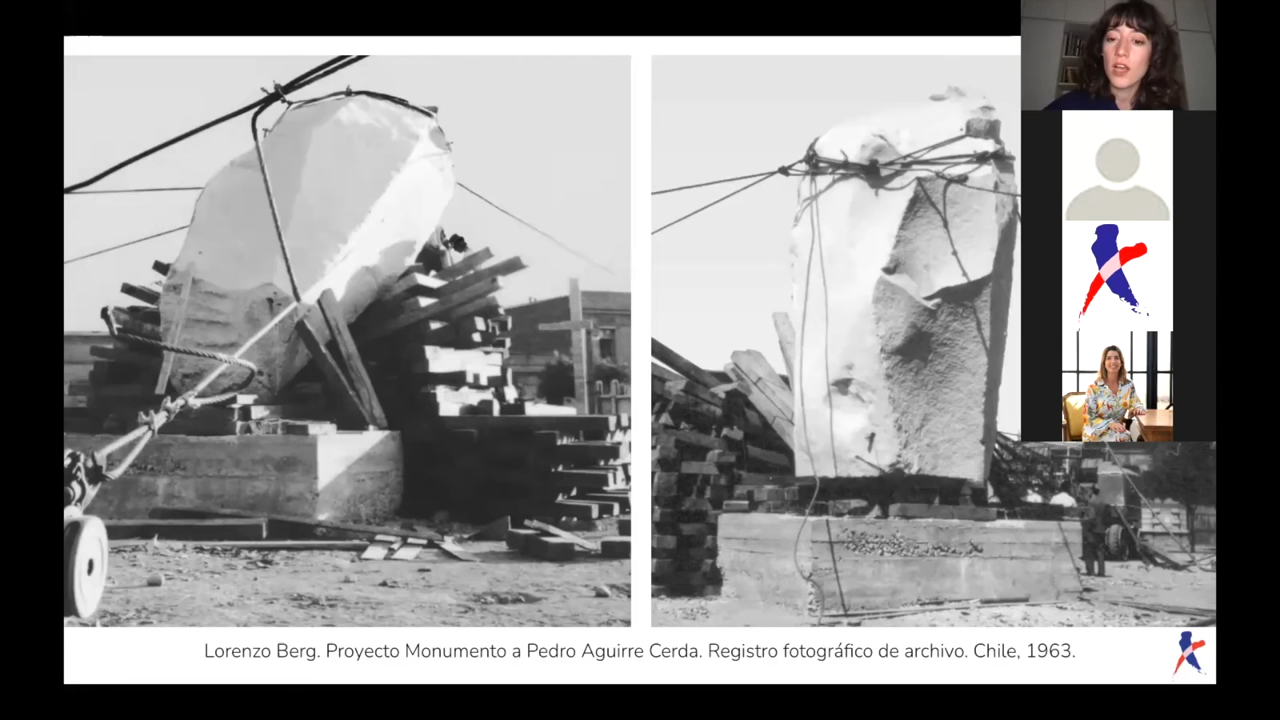 Lorenzo Berg. Proyecto Monumento a Pedro Aguirre Cerda. Registro fotográfico de archivo. Chile, 1963.